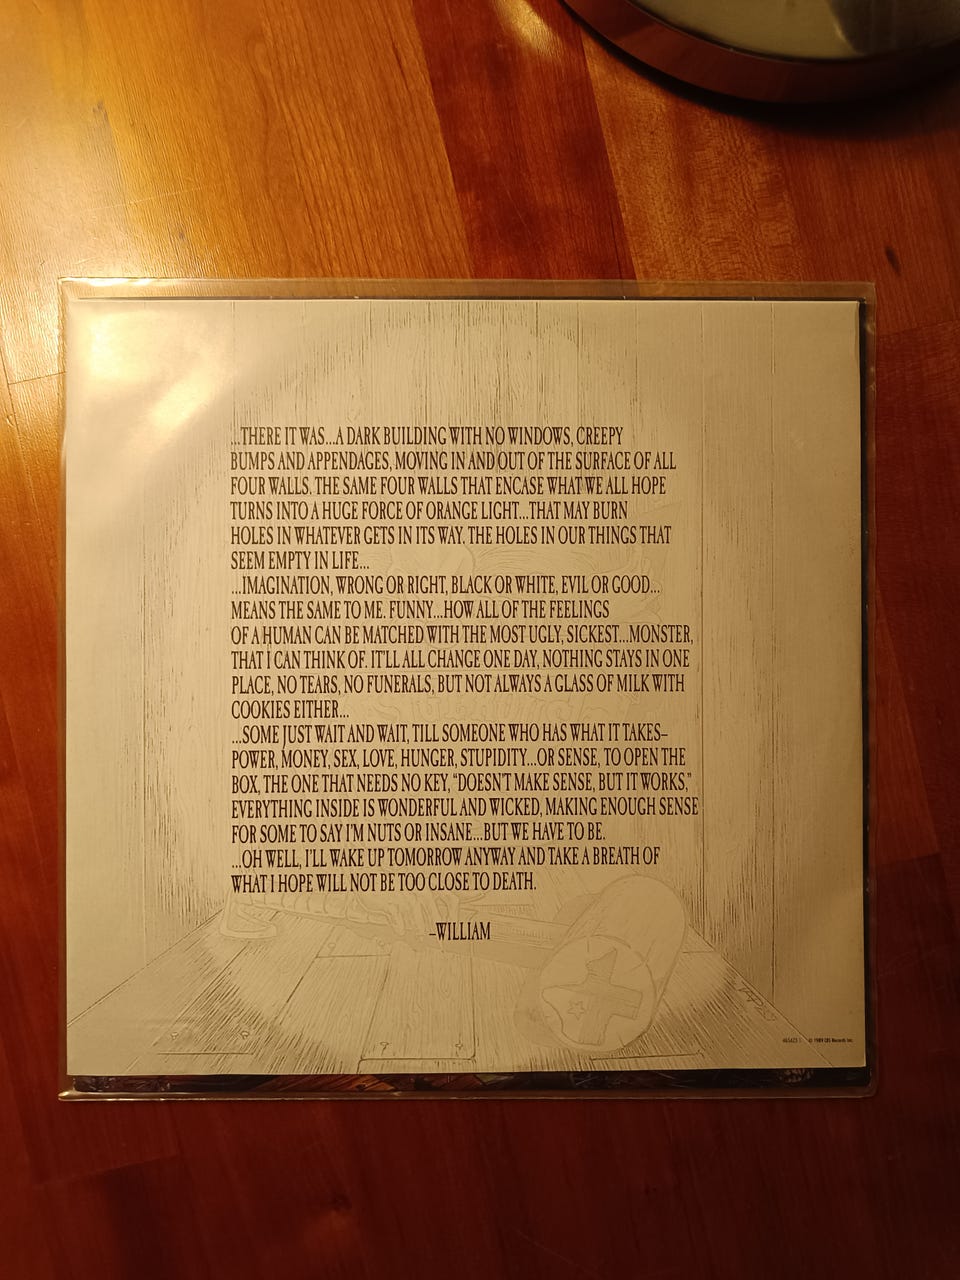 ...THERE IT WAS...A DARK BUILDING WITH NO WINDOWS, CREEPY
BUMPS AND APPENDAGES, MOVING IN AND OUT OF THE SURFACE OF ALL
FOUR WALLS. THE SAME FOUR WALLS THAT ENCASE WHAT WE ALL HOPE
TURNS INTO A HUGE FORCE OF ORANGE LIGHT...THAT MAY BURN
HOLES IN WHATEVER GETS IN ITS WAY. THE HOLES IN OUR THINGS THAT
SEEM EMPTY IN LIFE...
...IMAGINATION, WRONG OR RIGHT, BLACK OR WHITE, EVIL OR GOOD...
MEANS THE SAME TO ME. FUNNY...HOW ALL OF THE FEELINGS
OF A HUMAN CAN BE MATCHED WITH THE MOST UGLY, SICKEST...MONSTER,
THAT I CAN THINK OF. IT'LL ALL CHANGE ONE DAY, NOTHING STAYS IN ONE
PLACE, NO TEARS, NO FUNERALS, BUT NOT ALWAYS A GLASS OF MILK WITH
COOKIES EITHER...
...SOME JUST WAIT AND WAIT, TILL SOMEONE WHO HAS WHAT IT TAKES–
POWER, MONEY, SEX, LOVE, HUNGER, STUPIDITY...OR SENSE, TO OPEN THE
BOX, THE ONE THAT NEEDS NO KEY, “DOESN'T MAKE SENSE, BUT IT WORKS,”
EVERYTHING INSIDE IS WONDERFUL AND WICKED, MAKING ENOUGH SENSE
FOR SOME TO SAY I'M NUTS OR INSANE...BUT WE HAVE TO BE.
...OH WELL, I'LL WAKE UP TOMORROW ANYWAY AND TAKE A BREATH OF
WHAT I HOPE WILL NOT BE TOO CLOSE TO DEATH.
–WILLIAM
© 1989 CBS Records Inc.